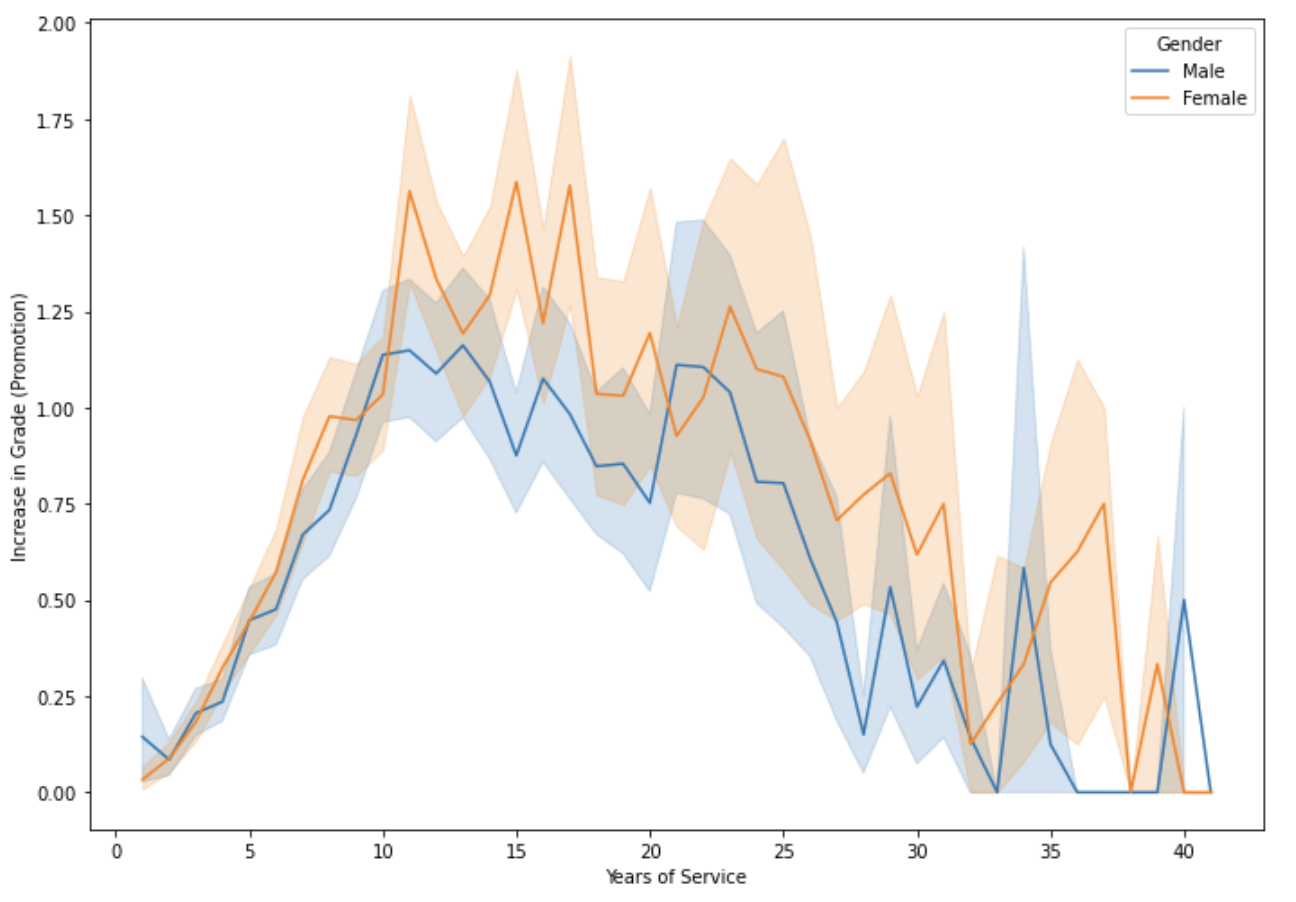 2.00
1.75
1.50
1.25
1.00
0.75
0.50
0.25
0.00
Increase in Grade (Promotion)
Gender
Male
Female
0 5 10 15 20 25 30 35 40
Years of Service